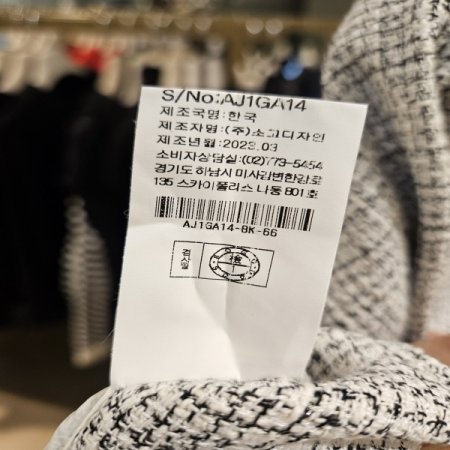 S/No:AJ1GA14
제조국명:한국
제조자명:(주)소고디자인
제조년월:2023.03
소비자상담실:(02)773-5454
경기도 하남시 미사강변한강로
135 스카이폴리스 나동 801호
AJ1GA14-BK-66